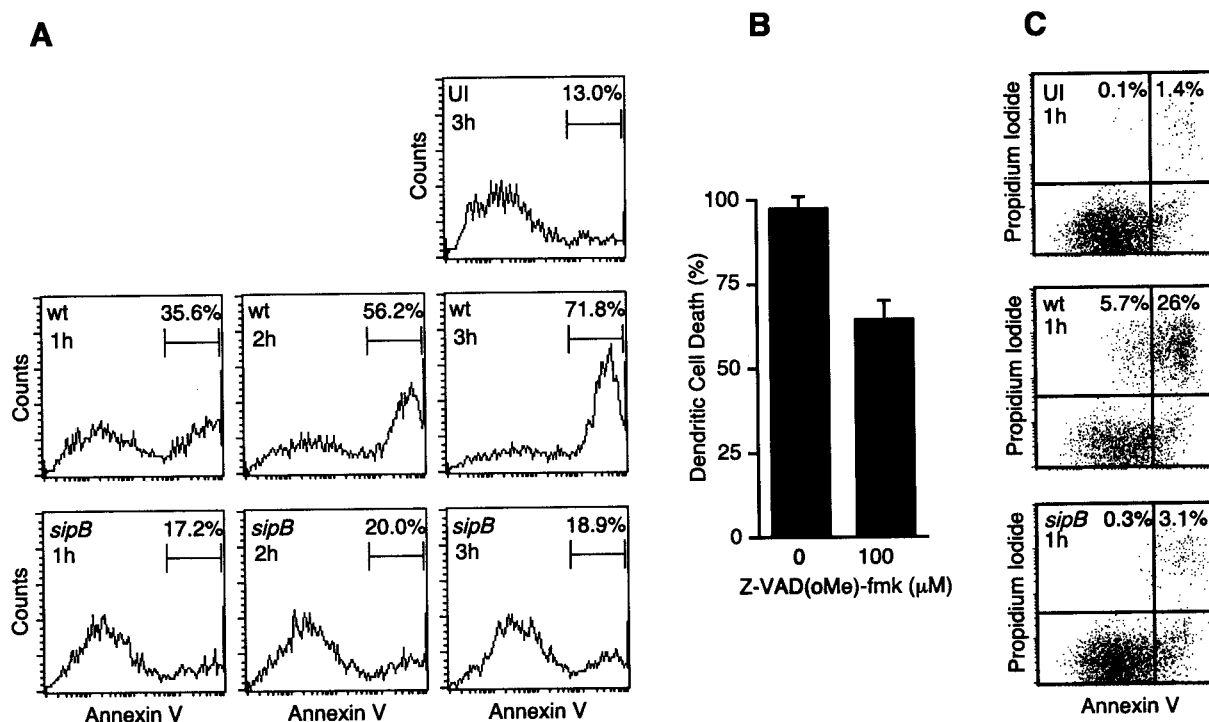 A
UI 13.0%
3h
Counts
wt 35.6%
1h
wt 56.2%
2h
wt 71.8%
3h
Counts
sipB 17.2%
1h
sipB 20.0%
2h
sipB 18.9%
3h
Counts
Annexin V
Annexin V
Annexin V
B
100
75
50
25
0
Dendritic Cell Death (%)
0
100
Z-VAD(oMe)-fmk (μM)
C
UI 0.1% 1.4%
1h
Propidium Iodide
wt 5.7% 26%
1h
Propidium Iodide
sipB 0.3% 3.1%
1h
Propidium Iodide
Annexin V